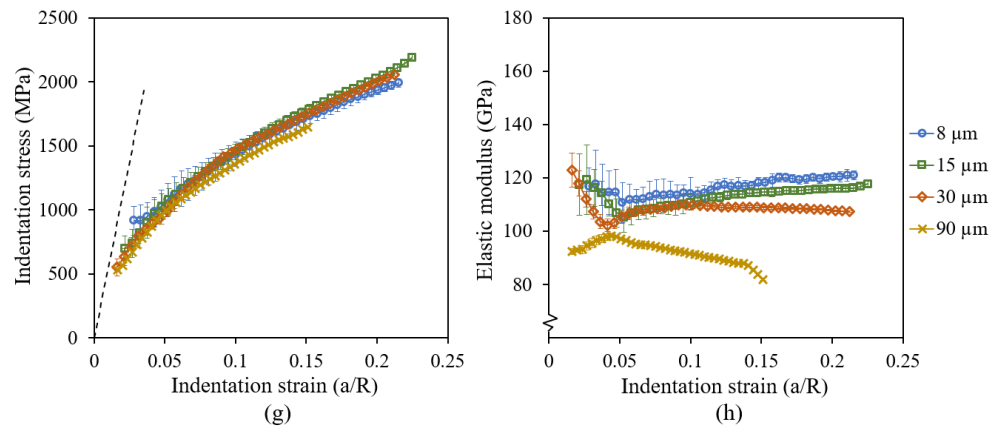 2500
2000
1500
1000
500
0
Indentation stress (MPa)
0
0.05
0.1
0.15
0.2
0.25
Indentation strain (a/R)
(g)
180
160
140
120
100
80
Elastic modulus (GPa)
0
0.05
0.1
0.15
0.2
0.25
Indentation strain (a/R)
(h)
8 µm
15 µm
30 µm
90 µm